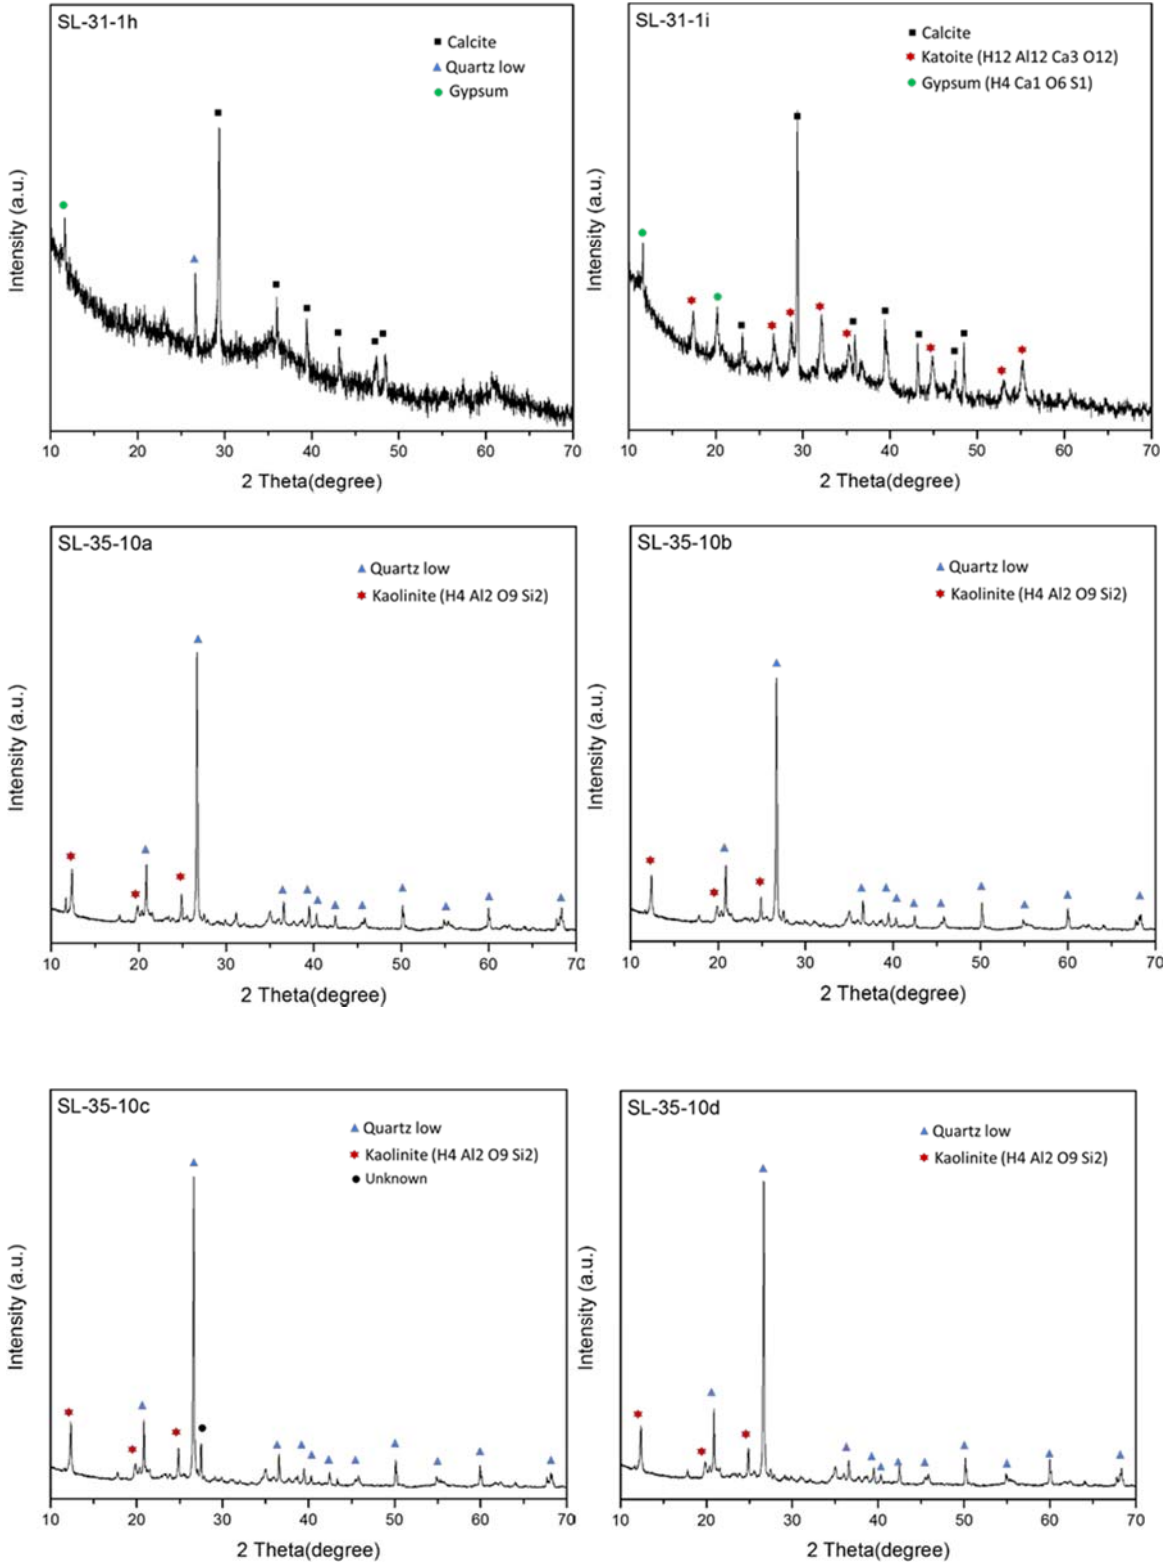 SL-31-1h
Calcite
Quartz low
Gypsum
Intensity (a.u.)
10 20 30 40 50 60 70
2 Theta(degree)
SL-31-1i
Calcite
Katoite (H12 Al12 Ca3 O12)
Gypsum (H4 Ca1 O6 S1)
Intensity (a.u.)
10 20 30 40 50 60 70
2 Theta(degree)
SL-35-10a
Quartz low
Kaolinite (H4 Al2 O9 Si2)
Intensity (a.u.)
10 20 30 40 50 60 70
2 Theta(degree)
SL-35-10b
Quartz low
Kaolinite (H4 Al2 O9 Si2)
Intensity (a.u.)
10 20 30 40 50 60 70
2 Theta(degree)
SL-35-10c
Quartz low
Kaolinite (H4 Al2 O9 Si2)
Unknown
Intensity (a.u.)
10 20 30 40 50 60 70
2 Theta(degree)
SL-35-10d
Quartz low
Kaolinite (H4 Al2 O9 Si2)
Intensity (a.u.)
10 20 30 40 50 60 70
2 Theta(degree)